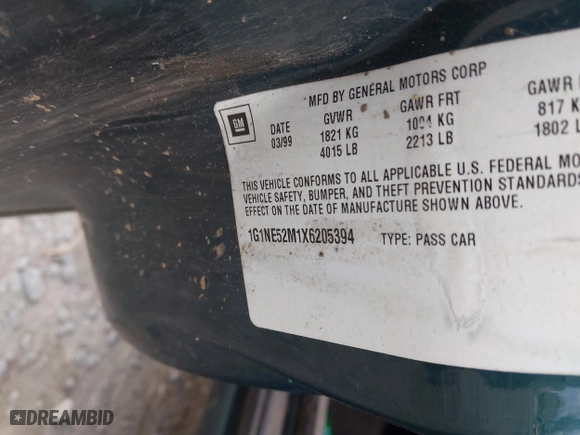 MFD BY GENERAL MOTORS CORP
GM
DATE GVWR GAWR FRT GAWR
03/99 1821 KG 1004 KG 817
4015 LB 2213 LB 1802
THIS VEHICLE CONFORMS TO ALL APPLICABLE U.S. FEDERAL
VEHICLE SAFETY, BUMPER, AND THEFT PREVENTION STANDARDS
EFFECT ON THE DATE OF MANUFACTURE SHOWN ABOVE.
1G1NE52M1X6205394 TYPE: PASS CAR
DREAMBID